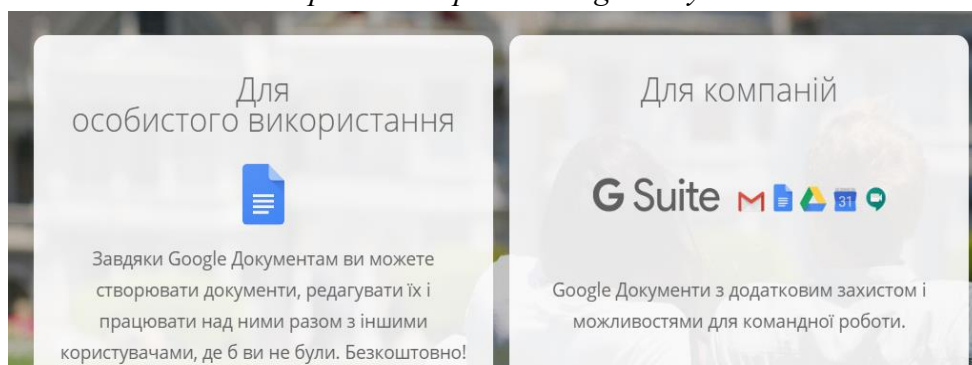 Для
особистого використання
Завдяки Google Документам ви можете
створювати документи, редагувати їх і
працювати над ними разом з іншими
користувачами, де б ви не були. Безкоштовно!
Для компаній
G Suite
31
Google Документи з додатковим захистом і
можливостями для командної роботи.